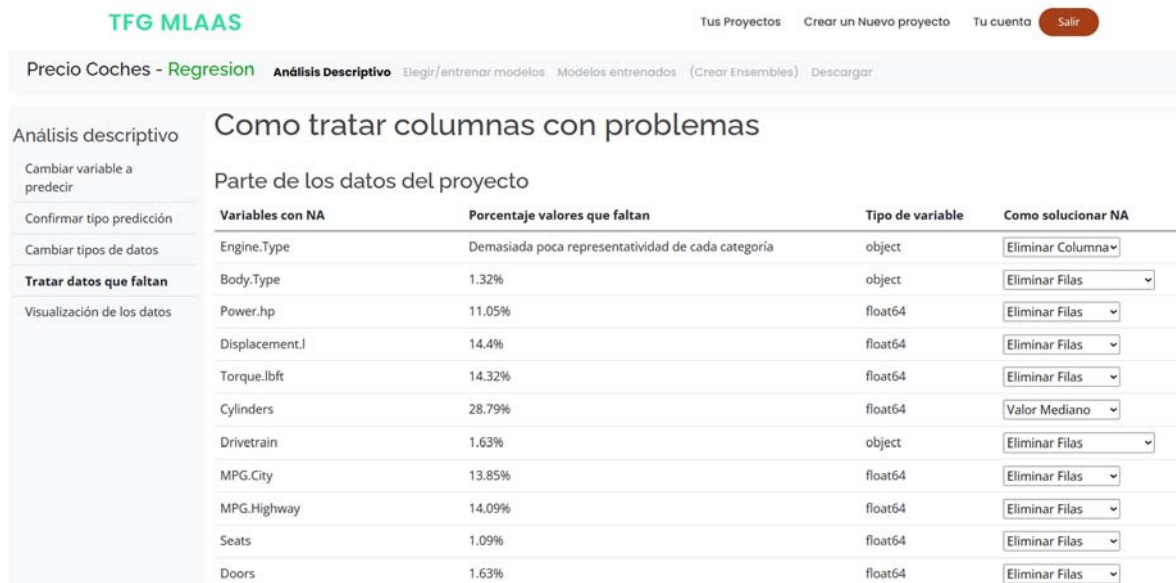 TFG MLAAS
Tus Proyectos Crear un Nuevo proyecto Tu cuenta Salir
Precio Coches - Regresion Análisis Descriptivo Elegir/entrenar modelos Modelos entrenados (Crear Ensembles) Descargar
Análisis descriptivo
Cambiar variable a
predecir
Confirmar tipo predicción
Cambiar tipos de datos
Tratar datos que faltan
Visualización de los datos
Como tratar columnas con problemas
Parte de los datos del proyecto
Variables con NA Porcentaje valores que faltan Tipo de variable Como solucionar NA
Engine.Type Demasiada poca representatividad de cada categoría object Eliminar Columna
Body.Type 1.32% object Eliminar Filas
Power.hp 11.05% float64 Eliminar Filas
Displacement.l 14.4% float64 Eliminar Filas
Torque.lbft 14.32% float64 Eliminar Filas
Cylinders 28.79% float64 Valor Mediano
Drivetrain 1.63% object Eliminar Filas
MPG.City 13.85% float64 Eliminar Filas
MPG.Highway 14.09% float64 Eliminar Filas
Seats 1.09% float64 Eliminar Filas
Doors 1.63% float64 Eliminar Filas